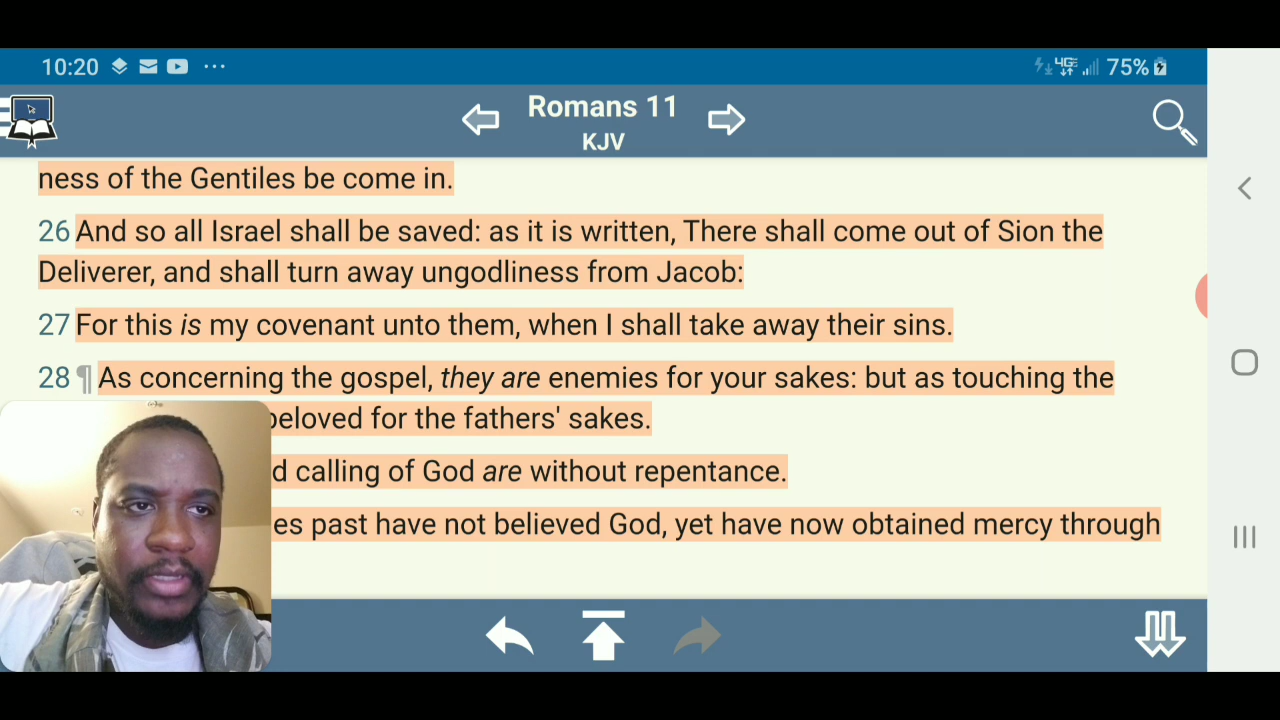 10:20 ... 4G 75%
Romans 11
KJV
ness of the Gentiles be come in.
26 And so all Israel shall be saved: as it is written, There shall come out of Sion the
Deliverer, and shall turn away ungodliness from Jacob:
27 For this is my covenant unto them, when I shall take away their sins.
28 ¶ As concerning the gospel, they are enemies for your sakes: but as touching the
beloved for the fathers' sakes.
d calling of God are without repentance.
es past have not believed God, yet have now obtained mercy through